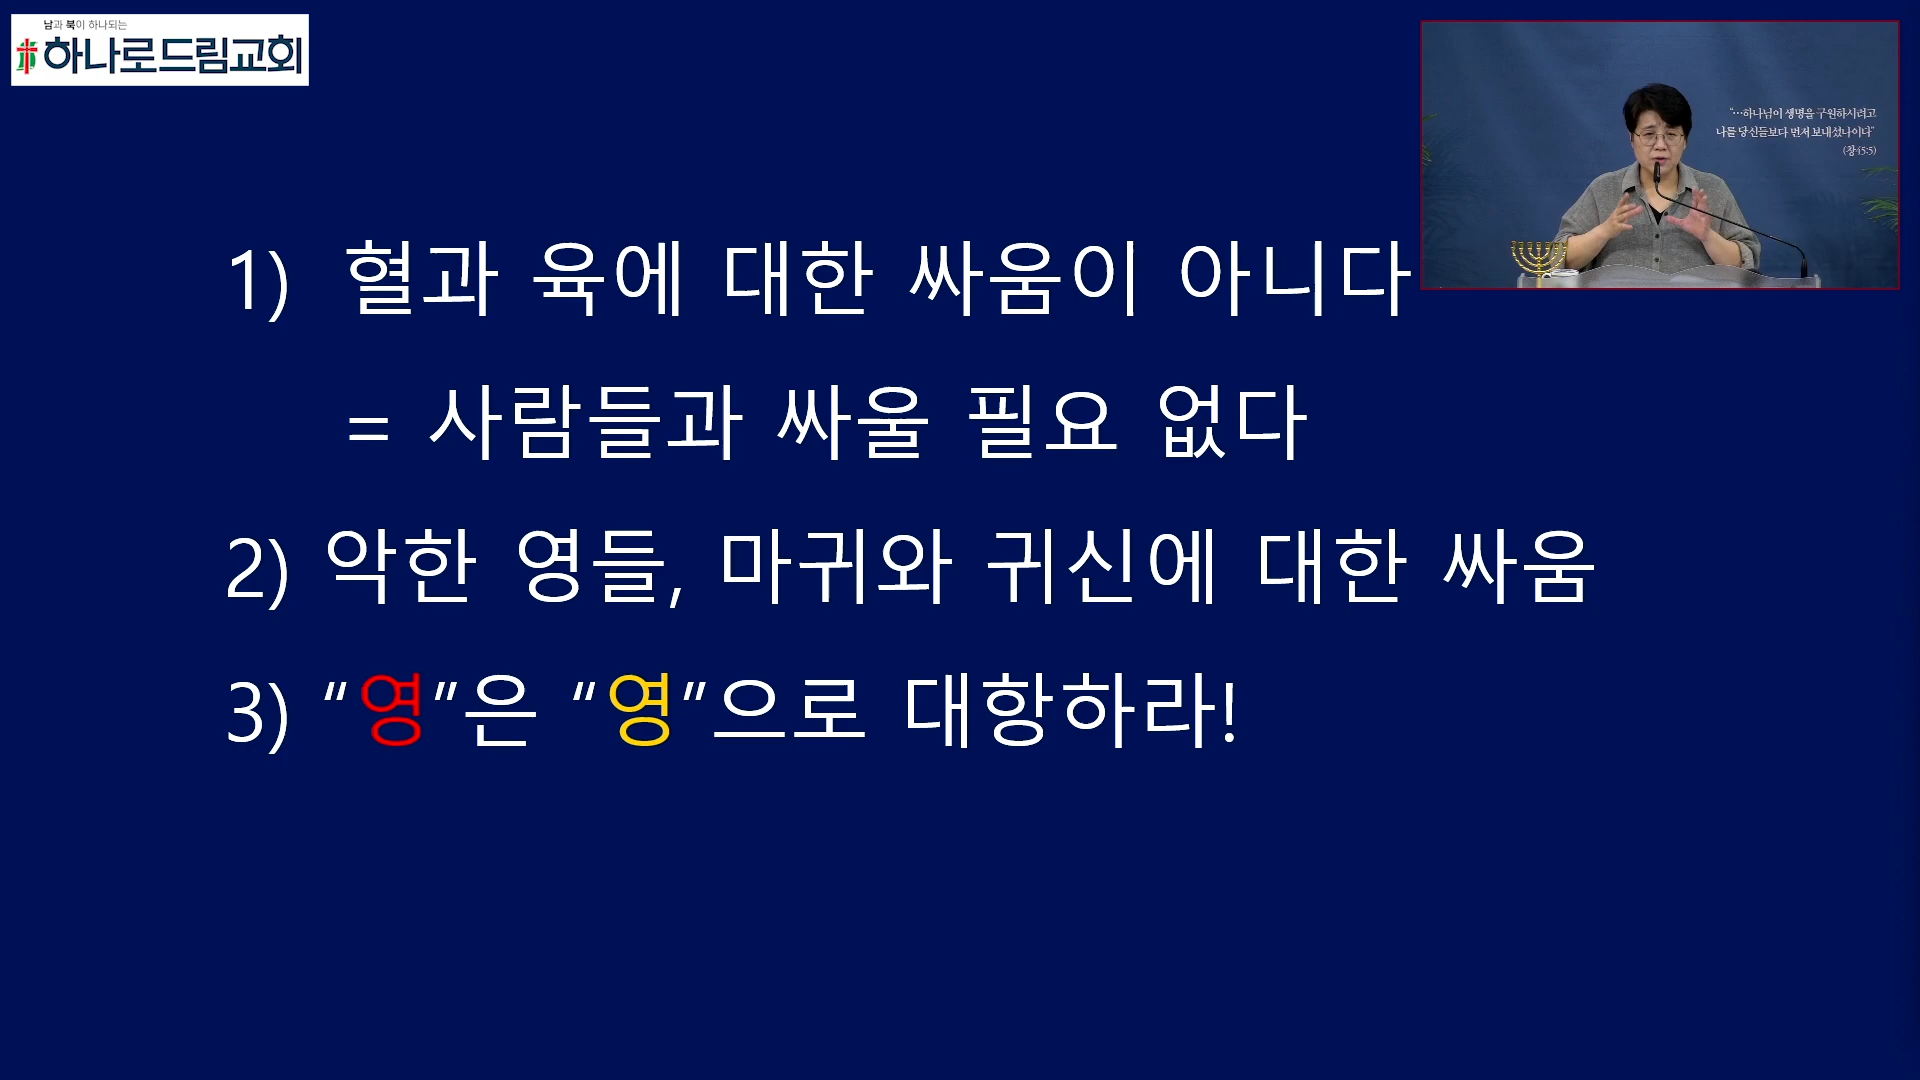 남과 북이 하나되는
하나로드림교회
"…하나님이 생명을 구원하시려고
나를 당신들보다 먼저 보내셨나이다"
(창45:5)
1) 혈과 육에 대한 싸움이 아니다
= 사람들과 싸울 필요 없다
2) 악한 영들, 마귀와 귀신에 대한 싸움
3) “영”은 “영”으로 대항하라!